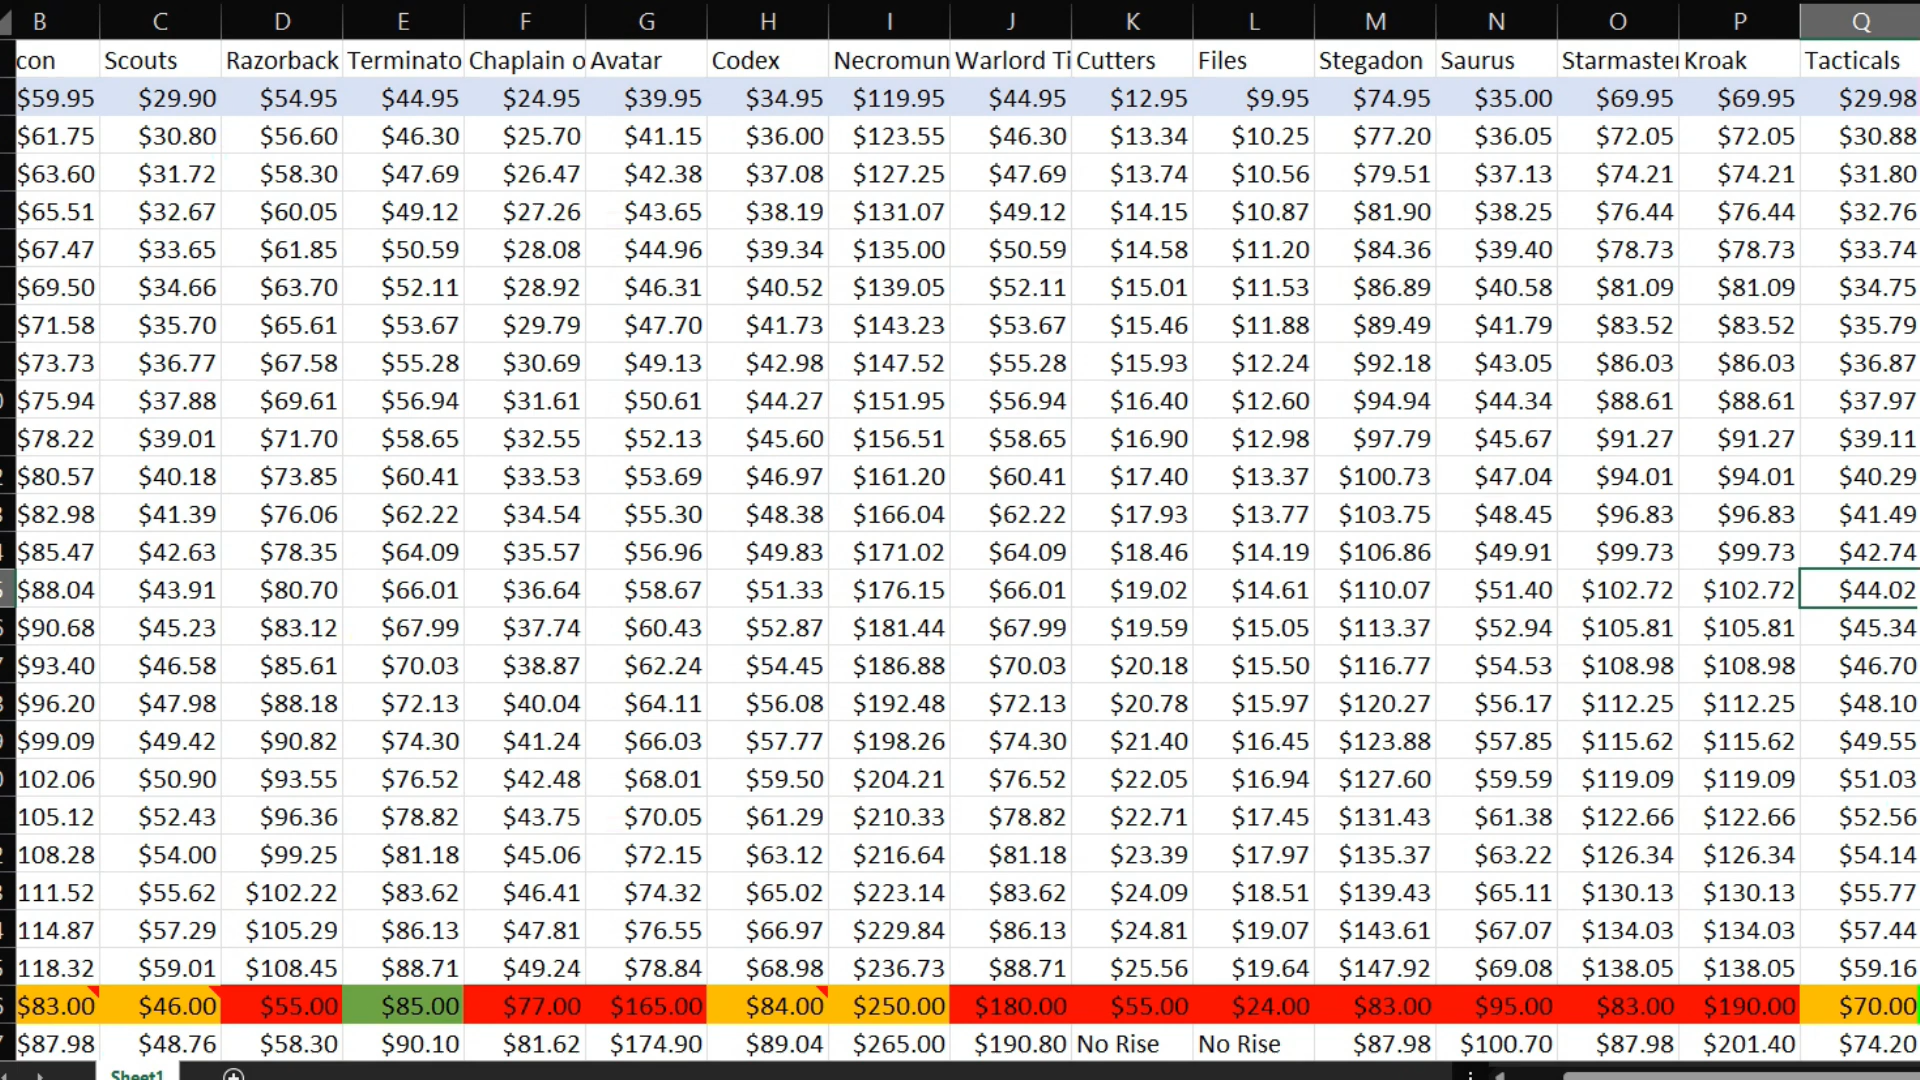 B C D E F G H I J K L M N O P Q
con Scouts Razorback Terminato Chaplain o Avatar Codex Necromun Warlord Ti Cutters Files Stegadon Saurus Starmaster Kroak Tacticals
$59.95 $29.90 $54.95 $44.95 $24.95 $39.95 $34.95 $119.95 $44.95 $12.95 $9.95 $74.95 $35.00 $69.95 $69.95 $29.98
$61.75 $30.80 $56.60 $46.30 $25.70 $41.15 $36.00 $123.55 $46.30 $13.34 $10.25 $77.20 $36.05 $72.05 $72.05 $30.88
$63.60 $31.72 $58.30 $47.69 $26.47 $42.38 $37.08 $127.25 $47.69 $13.74 $10.56 $79.51 $37.13 $74.21 $74.21 $31.80
$65.51 $32.67 $60.05 $49.12 $27.26 $43.65 $38.19 $131.07 $49.12 $14.15 $10.87 $81.90 $38.25 $76.44 $76.44 $32.76
$67.47 $33.65 $61.85 $50.59 $28.08 $44.96 $39.34 $135.00 $50.59 $14.58 $11.20 $84.36 $39.40 $78.73 $78.73 $33.74
$69.50 $34.66 $63.70 $52.11 $28.92 $46.31 $40.52 $139.05 $52.11 $15.01 $11.53 $86.89 $40.58 $81.09 $81.09 $34.75
$71.58 $35.70 $65.61 $53.67 $29.79 $47.70 $41.73 $143.23 $53.67 $15.46 $11.88 $89.49 $41.79 $83.52 $83.52 $35.79
$73.73 $36.77 $67.58 $55.28 $30.69 $49.13 $42.98 $147.52 $55.28 $15.93 $12.24 $92.18 $43.05 $86.03 $86.03 $36.87
$75.94 $37.88 $69.61 $56.94 $31.61 $50.61 $44.27 $151.95 $56.94 $16.40 $12.60 $94.94 $44.34 $88.61 $88.61 $37.97
$78.22 $39.01 $71.70 $58.65 $32.55 $52.13 $45.60 $156.51 $58.65 $16.90 $12.98 $97.79 $45.67 $91.27 $91.27 $39.11
$80.57 $40.18 $73.85 $60.41 $33.53 $53.69 $46.97 $161.20 $60.41 $17.40 $13.37 $100.73 $47.04 $94.01 $94.01 $40.29
$82.98 $41.39 $76.06 $62.22 $34.54 $55.30 $48.38 $166.04 $62.22 $17.93 $13.77 $103.75 $48.45 $96.83 $96.83 $41.49
$85.47 $42.63 $78.35 $64.09 $35.57 $56.96 $49.83 $171.02 $64.09 $18.46 $14.19 $106.86 $49.91 $99.73 $99.73 $42.74
$88.04 $43.91 $80.70 $66.01 $36.64 $58.67 $51.33 $176.15 $66.01 $19.02 $14.61 $110.07 $51.40 $102.72 $102.72 $44.02
$90.68 $45.23 $83.12 $67.99 $37.74 $60.43 $52.87 $181.44 $67.99 $19.59 $15.05 $113.37 $52.94 $105.81 $105.81 $45.34
$93.40 $46.58 $85.61 $70.03 $38.87 $62.24 $54.45 $186.88 $70.03 $20.18 $15.50 $116.77 $54.53 $108.98 $108.98 $46.70
$96.20 $47.98 $88.18 $72.13 $40.04 $64.11 $56.08 $192.48 $72.13 $20.78 $15.97 $120.27 $56.17 $112.25 $112.25 $48.10
$99.09 $49.42 $90.82 $74.30 $41.24 $66.03 $57.77 $198.26 $74.30 $21.40 $16.45 $123.88 $57.85 $115.62 $115.62 $49.55
102.06 $50.90 $93.55 $76.52 $42.48 $68.01 $59.50 $204.21 $76.52 $22.05 $16.94 $127.60 $59.59 $119.09 $119.09 $51.03
105.12 $52.43 $96.36 $78.82 $43.75 $70.05 $61.29 $210.33 $78.82 $22.71 $17.45 $131.43 $61.38 $122.66 $122.66 $52.56
108.28 $54.00 $99.25 $81.18 $45.06 $72.15 $63.12 $216.64 $81.18 $23.39 $17.97 $135.37 $63.22 $126.34 $126.34 $54.14
111.52 $55.62 $102.22 $83.62 $46.41 $74.32 $65.02 $223.14 $83.62 $24.09 $18.51 $139.43 $65.11 $130.13 $130.13 $55.77
114.87 $57.29 $105.29 $86.13 $47.81 $76.55 $66.97 $229.84 $86.13 $24.81 $19.07 $143.61 $67.07 $134.03 $134.03 $57.44
118.32 $59.01 $108.45 $88.71 $49.24 $78.84 $68.98 $236.73 $88.71 $25.56 $19.64 $147.92 $69.08 $138.05 $138.05 $59.16
$83.00 $46.00 $55.00 $85.00 $77.00 $165.00 $84.00 $250.00 $180.00 $55.00 $24.00 $83.00 $95.00 $83.00 $190.00 $70.00
$87.98 $48.76 $58.30 $90.10 $81.62 $174.90 $89.04 $265.00 $190.80 No Rise No Rise $87.98 $100.70 $87.98 $201.40 $74.20
Sheet1